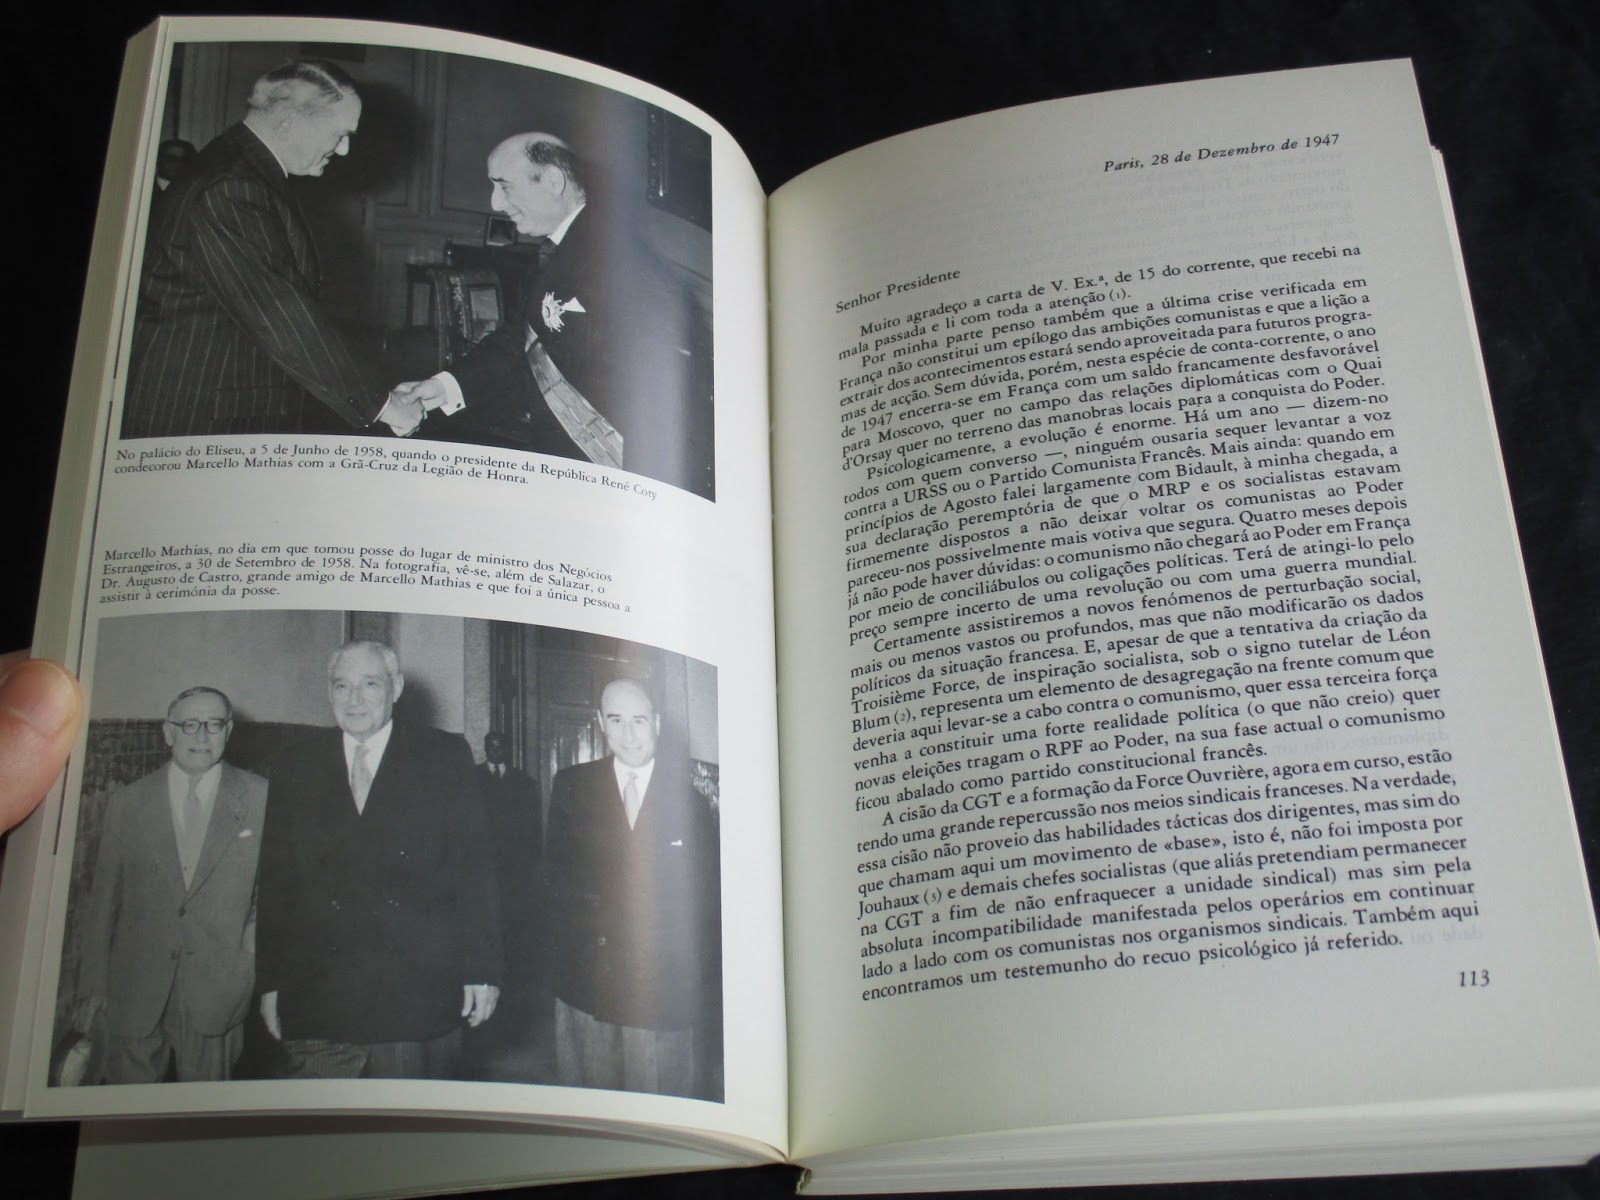 No palácio do Eliseu, a 5 de Junho de 1958, quando o presidente da República René Coty
condecorou Marcello Mathias com a Grã-Cruz da Legião de Honra.
Marcello Mathias, no dia em que tomou posse do lugar de ministro dos Negócios
Estrangeiros, a 30 de Setembro de 1958. Na fotografia, vê-se, além de Salazar, o
Dr. Augusto de Castro, grande amigo de Marcello Mathias e que foi a única pessoa a
assistir à cerimónia da posse.
Paris, 28 de Dezembro de 1947
Senhor Presidente
Muito agradeço a carta de V. Ex.ª, de 15 do corrente, que recebi na
mala passada e li com toda a atenção (1).
Por minha parte penso também que a última crise verificada em
França não constitui um epílogo das ambições comunistas e que a lição a
extrair dos acontecimentos estará sendo aproveitada para futuros progra-
mas de acção. Sem dúvida, porém, nesta espécie de conta-corrente, o ano
de 1947 encerra-se em França com um saldo francamente desfavorável
para Moscovo, quer no campo das relações diplomáticas com o Quai
d'Orsay quer no terreno das manobras locais para a conquista do Poder.
Psicologicamente, a evolução é enorme. Há um ano — dizem-no
todos com quem converso —, ninguém ousaria sequer levantar a voz
contra a URSS ou o Partido Comunista Francês. Mais ainda: quando em
princípios de Agosto falei largamente com Bidault, à minha chegada, a
sua declaração peremptória de que o MRP e os socialistas estavam
firmemente dispostos a não deixar voltar os comunistas ao Poder
pareceu-nos possivelmente mais votiva que segura. Quatro meses depois
já não pode haver dúvidas: o comunismo não chegará ao Poder em França
por meio de conciliábulos ou coligações políticas. Terá de atingi-lo pelo
preço sempre incerto de uma revolução ou com uma guerra mundial.
Certamente assistiremos a novos fenómenos de perturbação social,
mais ou menos vastos ou profundos, mas que não modificarão os dados
políticos da situação francesa. E, apesar de que a tentativa da criação da
Troisième Force, de inspiração socialista, sob o signo tutelar de Léon
Blum (2), representa um elemento de desagregação na frente comum que
deveria aqui levar-se a cabo contra o comunismo, quer essa terceira força
venha a constituir uma forte realidade política (o que não creio) quer
novas eleições tragam o RPF ao Poder, na sua fase actual o comunismo
ficou abalado como partido constitucional francês.
A cisão da CGT e a formação da Force Ouvrière, agora em curso, estão
tendo uma grande repercussão nos meios sindicais franceses. Na verdade,
essa cisão não proveio das habilidades tácticas dos dirigentes, mas sim do
que chamam aqui um movimento de «base», isto é, não foi imposta por
Jouhaux (3) e demais chefes socialistas (que aliás pretendiam permanecer
na CGT a fim de não enfraquecer a unidade sindical) mas sim pela
absoluta incompatibilidade manifestada pelos operários em continuar
lado a lado com os comunistas nos organismos sindicais. Também aqui
encontramos um testemunho do recuo psicológico já referido.
113